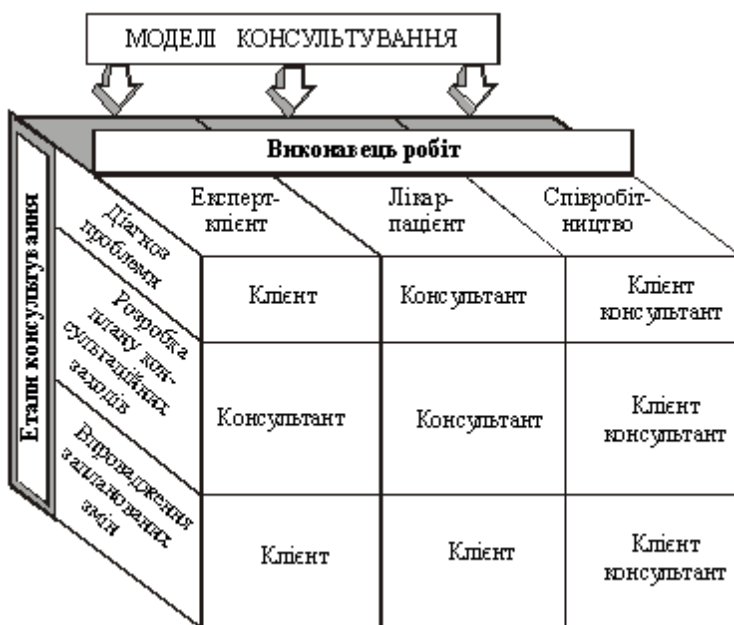 МОДЕЛІ КОНСУЛЬТУВАННЯ
Виконавець робіт
Експерт-
клієнт
Лікар-
пацієнт
Співробіт-
ництво
Етапи консультування
Діагноз
проблеми
Клієнт
Консультант
Клієнт
консультант
Розробка
плану кон-
сультаційних
заходів
Консультант
Консультант
Клієнт
консультант
Впровадження
запланованих
змін
Клієнт
Клієнт
Клієнт
консультант